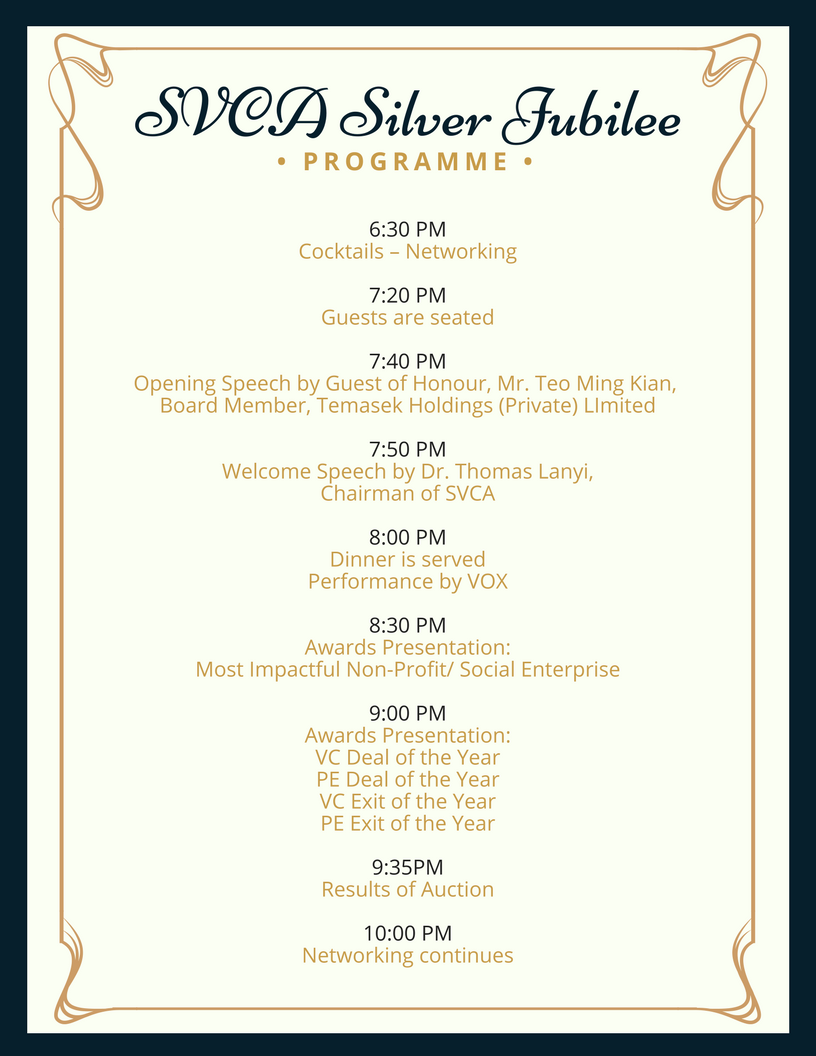 SVCA Silver Jubilee
• PROGRAMME •
6:30 PM
Cocktails – Networking
7:20 PM
Guests are seated
7:40 PM
Opening Speech by Guest of Honour, Mr. Teo Ming Kian,
Board Member, Temasek Holdings (Private) LImited
7:50 PM
Welcome Speech by Dr. Thomas Lanyi,
Chairman of SVCA
8:00 PM
Dinner is served
Performance by VOX
8:30 PM
Awards Presentation:
Most Impactful Non-Profit/ Social Enterprise
9:00 PM
Awards Presentation:
VC Deal of the Year
PE Deal of the Year
VC Exit of the Year
PE Exit of the Year
9:35PM
Results of Auction
10:00 PM
Networking continues